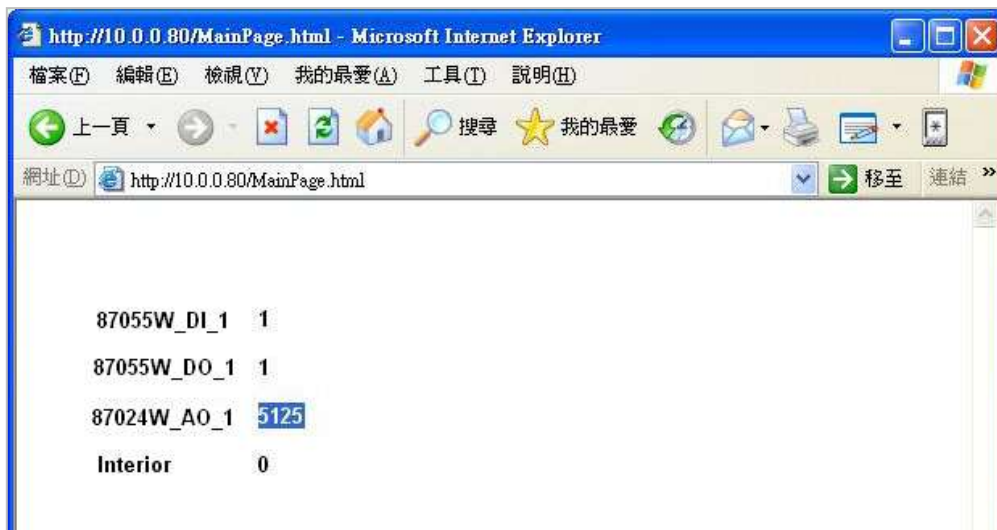 http://10.0.0.80/MainPage.html - Microsoft Internet Explorer
檔案(F) 編輯(E) 檢視(V) 我的最愛(A) 工具(T) 說明(H)
上一頁 搜尋 我的最愛
網址(D) http://10.0.0.80/MainPage.html 移至 連結 »
87055W_DI_1 1
87055W_DO_1 1
87024W_AO_1 5125
Interior 0